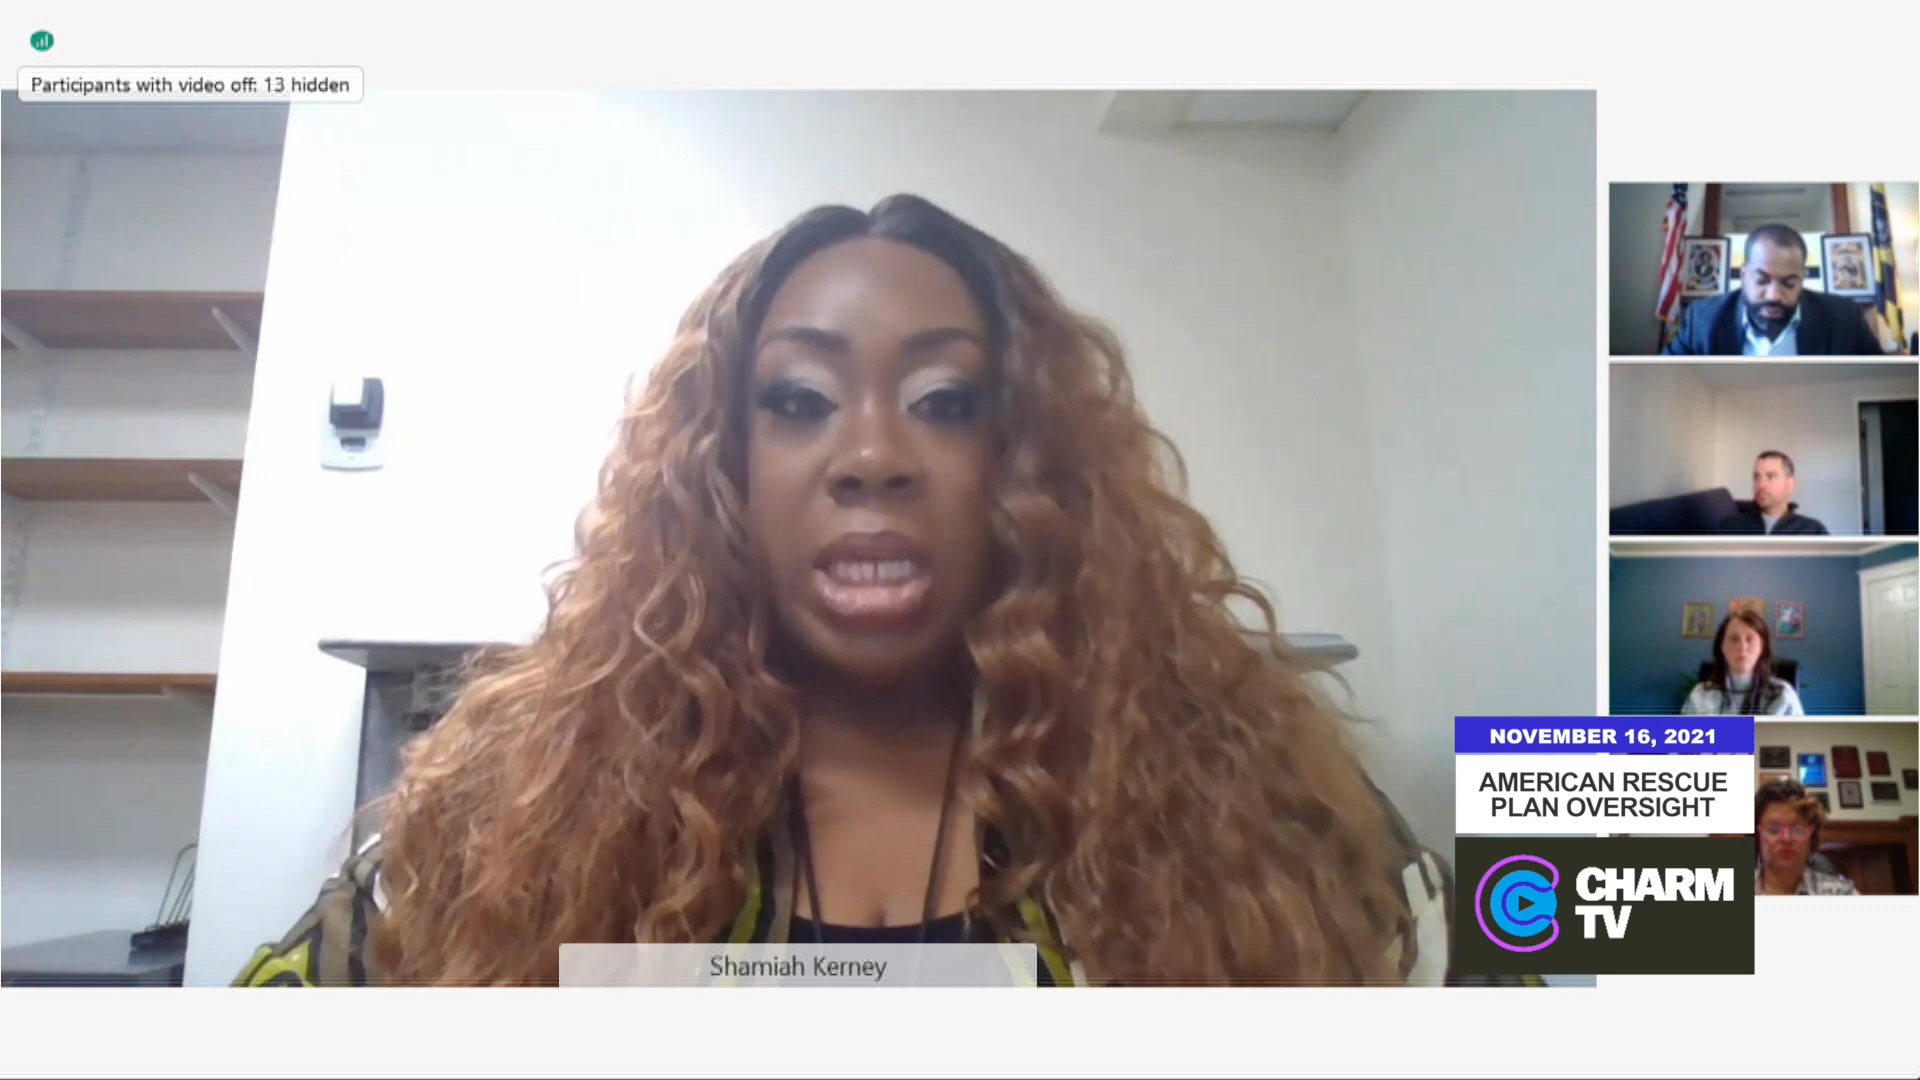 Participants with video off: 13 hidden
NOVEMBER 16, 2021
AMERICAN RESCUE
PLAN OVERSIGHT
CHARM
TV
Shamiah Kerney